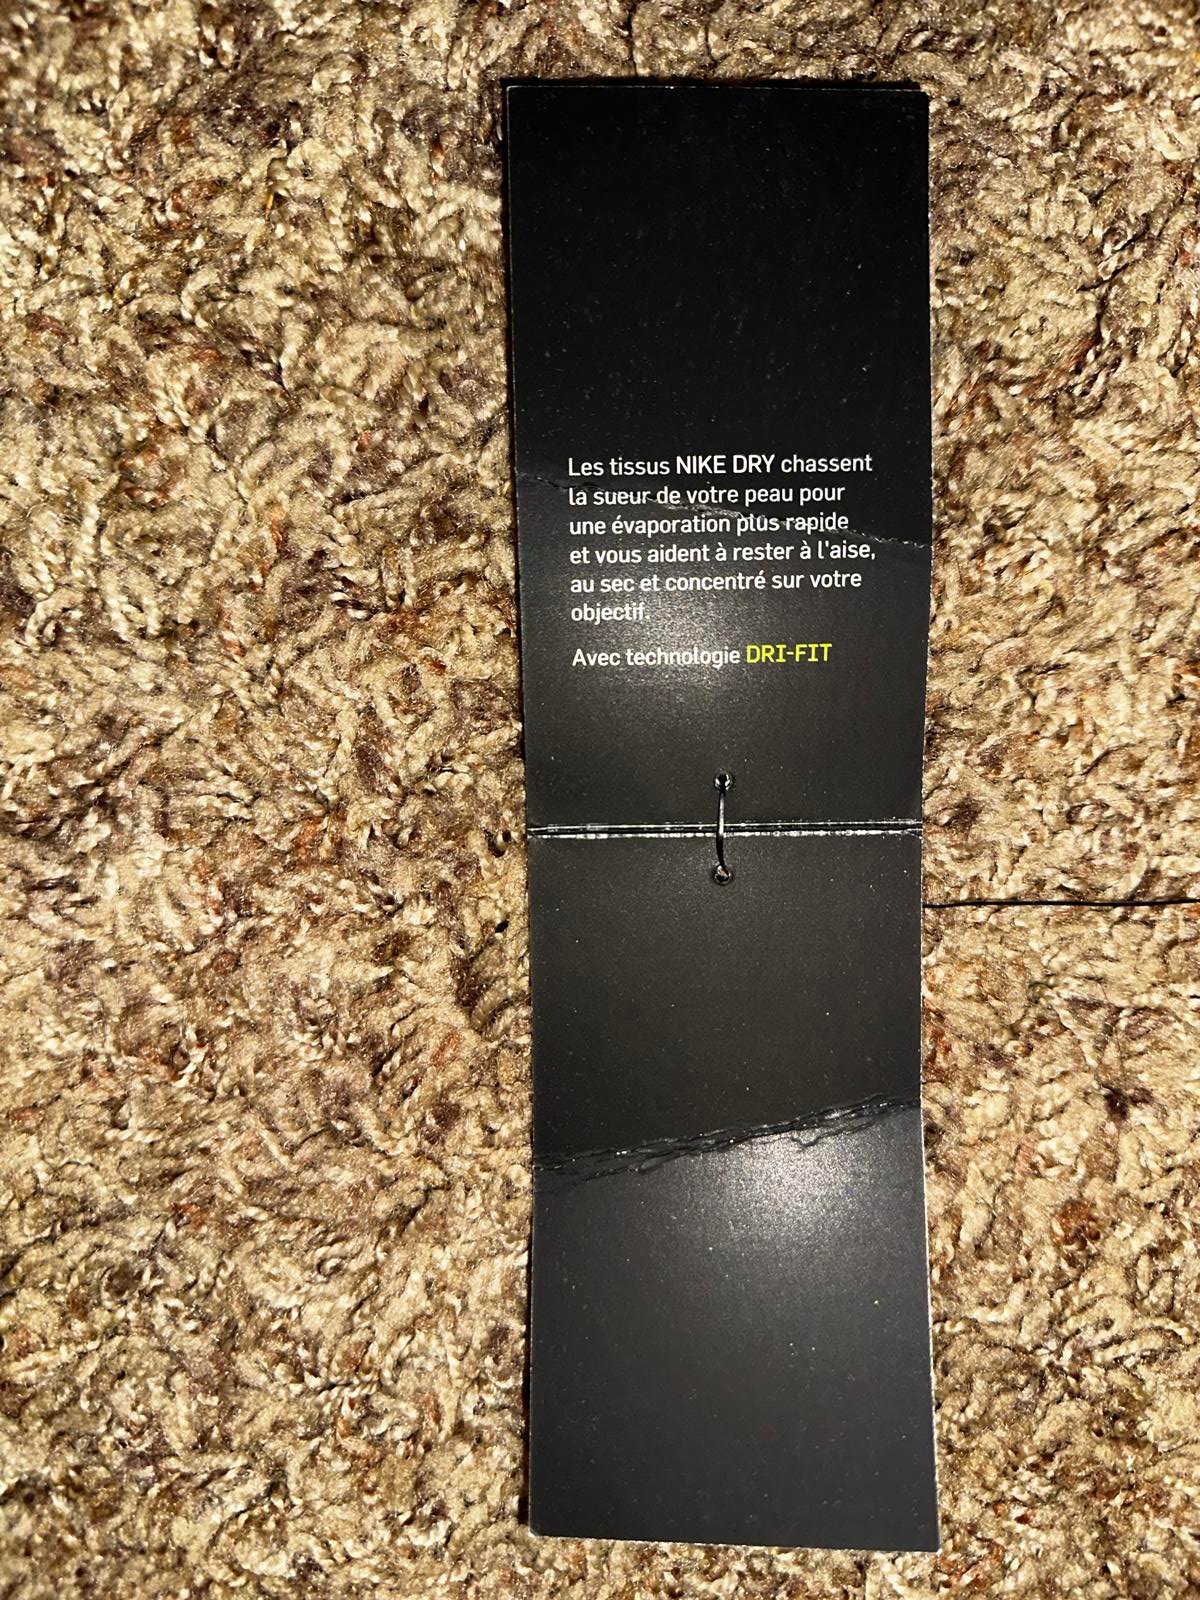 Les tissus NIKE DRY chassent
la sueur de votre peau pour
une évaporation plus rapide
et vous aident à rester à l'aise,
au sec et concentré sur votre
objectif.
Avec technologie DRI-FIT